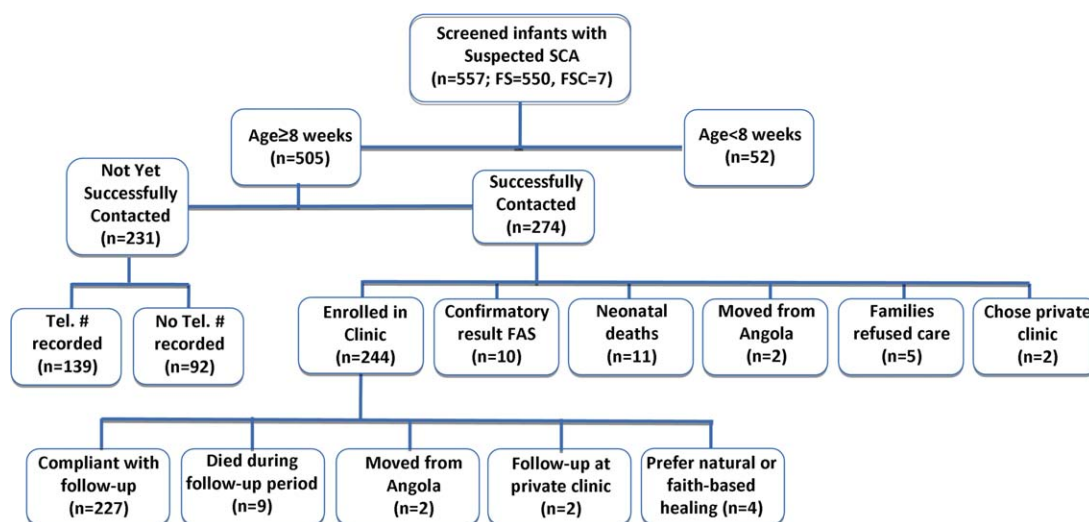 Screened infants with
Suspected SCA
(n=557; FS=550, FSC=7)
Age≥8 weeks
(n=505)
Age<8 weeks
(n=52)
Not Yet
Successfully
Contacted
(n=231)
Successfully
Contacted
(n=274)
Tel. #
recorded
(n=139)
No Tel. #
recorded
(n=92)
Enrolled in
Clinic
(n=244)
Confirmatory
result FAS
(n=10)
Neonatal
deaths
(n=11)
Moved from
Angola
(n=2)
Families
refused care
(n=5)
Chose private
clinic
(n=2)
Compliant with
follow-up
(n=227)
Died during
follow-up period
(n=9)
Moved from
Angola
(n=2)
Follow-up at
private clinic
(n=2)
Prefer natural or
faith-based
healing (n=4)